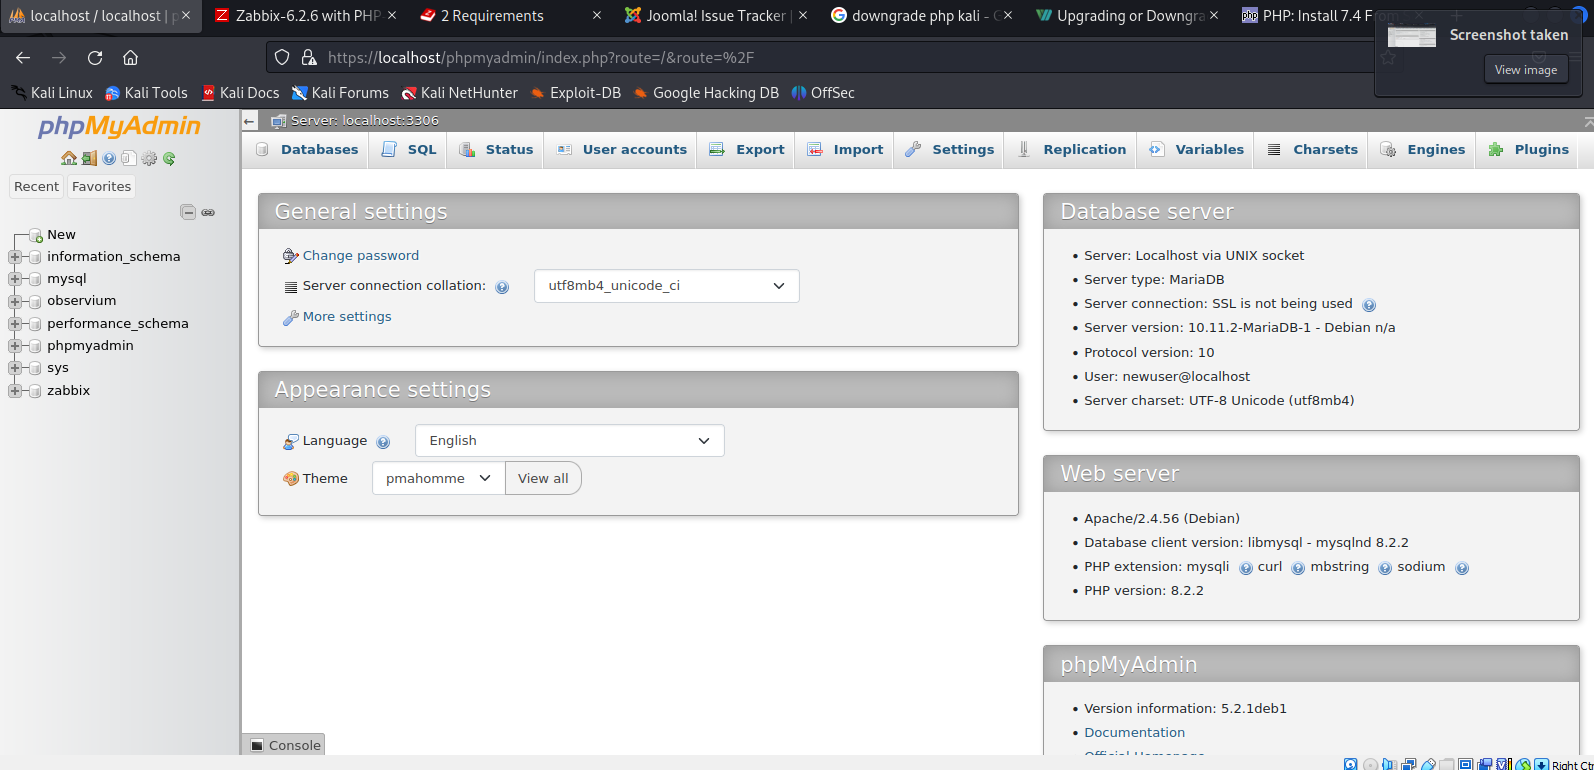 localhost / localhost | p
Zabbix-6.2.6 with PHP
2 Requirements
Joomla! Issue Tracker |
downgrade php kali - G
Upgrading or Downgra
php PHP: Install 7.4 From
Screenshot taken
View image
https://localhost/phpmyadmin/index.php?route=/&route=%2F
Kali Linux Kali Tools Kali Docs Kali Forums Kali NetHunter Exploit-DB Google Hacking DB OffSec
phpMyAdmin
Recent Favorites
New
information_schema
mysql
observium
performance_schema
phpmyadmin
sys
zabbix
Server: localhost:3306
Databases SQL Status User accounts Export Import Settings Replication Variables Charsets Engines Plugins
General settings
Change password
Server connection collation: utf8mb4_unicode_ci
More settings
Appearance settings
Language English
Theme pmahomme View all
Database server
Server: Localhost via UNIX socket
Server type: MariaDB
Server connection: SSL is not being used
Server version: 10.11.2-MariaDB-1 - Debian n/a
Protocol version: 10
User: newuser@localhost
Server charset: UTF-8 Unicode (utf8mb4)
Web server
Apache/2.4.56 (Debian)
Database client version: libmysql - mysqlnd 8.2.2
PHP extension: mysqli curl mbstring sodium
PHP version: 8.2.2
phpMyAdmin
Version information: 5.2.1deb1
Documentation
Official Homepage
Console
Right Ctr